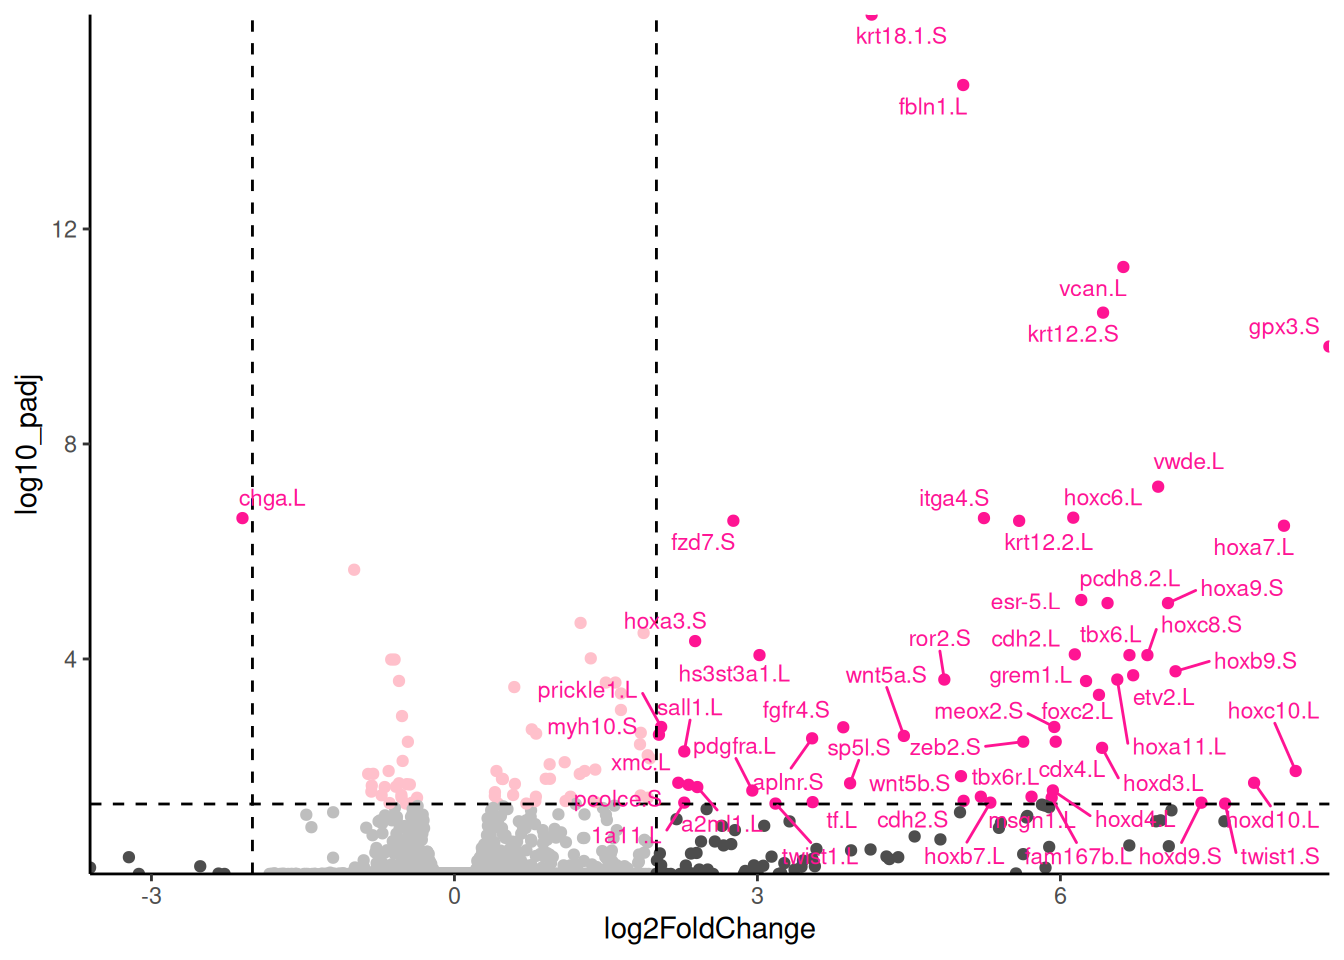 krt18.1.S
fbln1.L
12
vcan.L
gpx3.S
krt12.2.S
8
vwde.L
chga.L
itga4.S
hoxc6.L
fzd7.S
krt12.2.L
hoxa7.L
pcdh8.2.L
hoxa9.S
esr-5.L
hoxa3.S
hoxc8.S
tbx6.L
ror2.S
cdh2.L
4
hoxb9.S
hs3st3a1.L
wnt5a.S
grem1.L
prickle1.L
etv2.L
sall1.L
fgfr4.S
meox2.S
foxc2.L
hoxc10.L
myh10.S
pdgfra.L
sp5l.S
zeb2.S
hoxa11.L
xmc.L
aplnr.S
wnt5b.S
tbx6r.L
cdx4.L
hoxd3.L
pcolce.S
a2ml1.L
tf.L
cdh2.S
msgn1.L
hoxd4.L
hoxd10.L
1a11.L
twist1.L
hoxb7.L
fam167b.L
hoxd9.S
twist1.S
-3
0
3
6
log2FoldChange
log10_padj